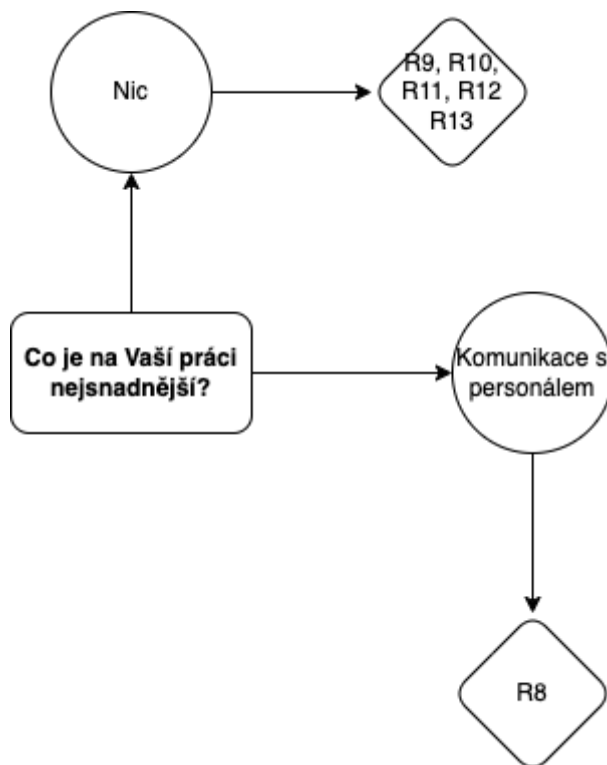 Nic
R9, R10,
R11, R12
R13
Co je na Vaší práci
nejsnadnější?
Komunikace s
personálem
R8